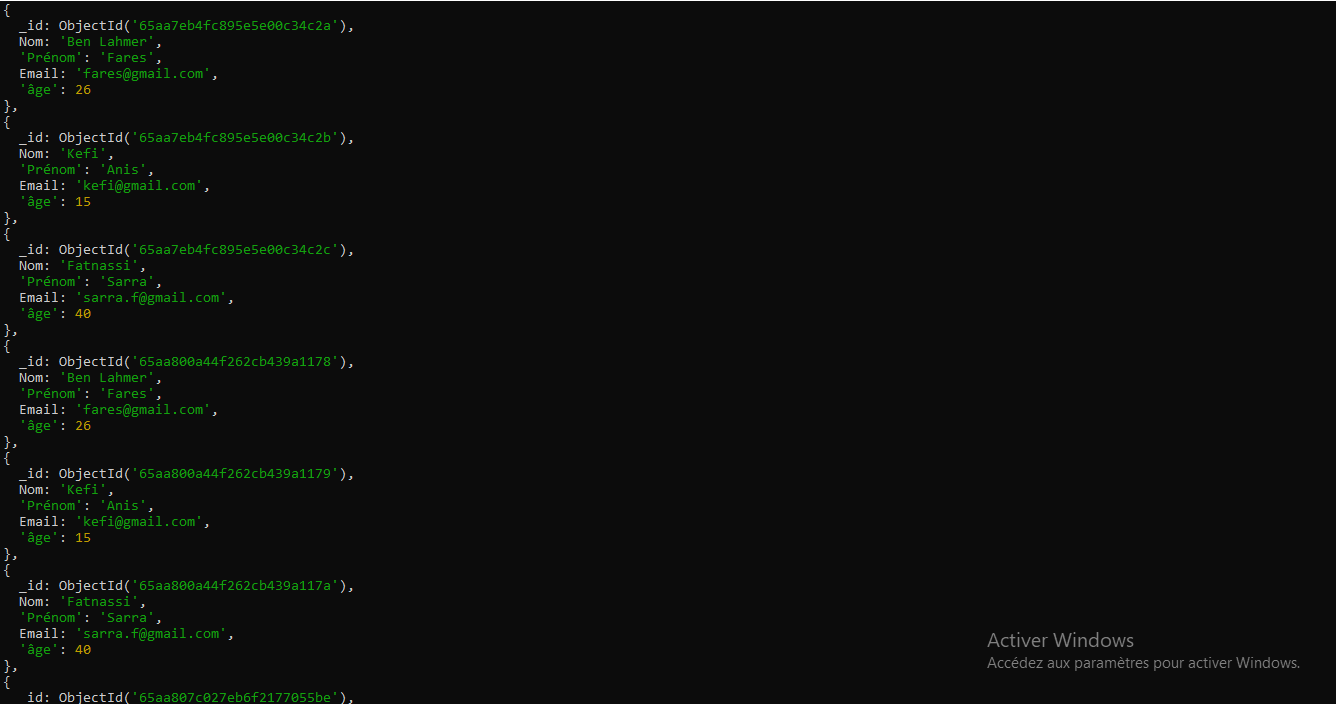 {
  _id: ObjectId('65aa7eb4fc895e5e00c34c2a'),
  Nom: 'Ben Lahmer',
  'Prénom': 'Fares',
  Email: 'fares@gmail.com',
  'âge': 26
},
{
  _id: ObjectId('65aa7eb4fc895e5e00c34c2b'),
  Nom: 'Kefi',
  'Prénom': 'Anis',
  Email: 'kefi@gmail.com',
  'âge': 15
},
{
  _id: ObjectId('65aa7eb4fc895e5e00c34c2c'),
  Nom: 'Fatnassi',
  'Prénom': 'Sarra',
  Email: 'sarra.f@gmail.com',
  'âge': 40
},
{
  _id: ObjectId('65aa800a44f262cb439a1178'),
  Nom: 'Ben Lahmer',
  'Prénom': 'Fares',
  Email: 'fares@gmail.com',
  'âge': 26
},
{
  _id: ObjectId('65aa800a44f262cb439a1179'),
  Nom: 'Kefi',
  'Prénom': 'Anis',
  Email: 'kefi@gmail.com',
  'âge': 15
},
{
  _id: ObjectId('65aa800a44f262cb439a117a'),
  Nom: 'Fatnassi',
  'Prénom': 'Sarra',
  Email: 'sarra.f@gmail.com',
  'âge': 40
},
{
  _id: ObjectId('65aa807c027eb6f2177055be'),
Activer Windows
Accédez aux paramètres pour activer Windows.